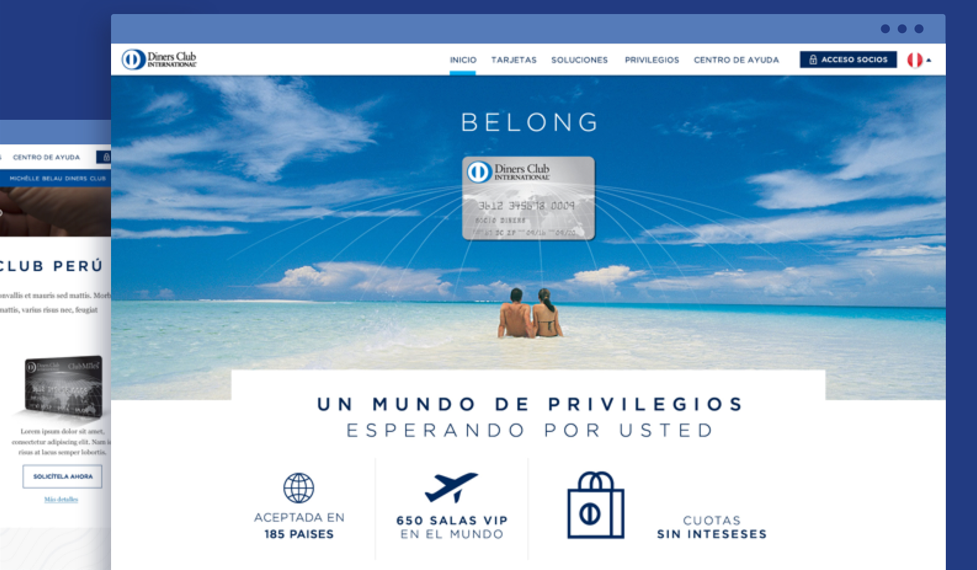 Diners Club
INTERNATIONAL
INICIO TARJETAS SOLUCIONES PRIVILEGIOS CENTRO DE AYUDA ACCESO SOCIOS
BELONG
Diners Club
INTERNATIONAL
3612 345678 0009
SOCIO DINERS
UN MUNDO DE PRIVILEGIOS
ESPERANDO POR USTED
ACEPTADA EN
185 PAISES
650 SALAS VIP
EN EL MUNDO
CUOTAS
SIN INTESESES
CENTRO DE AYUDA
MICHÈLLE BELAU DINERS CLUB
CLUB PERÚ
nvallis et mauris sed mattis. Morb
mattis, varius risus nec, feugiat
Diners Club ClubMiles
Lorem ipsum dolor sit amet,
consectetur adipiscing elit. Nam
risus at lacus semper lobortis.
SOLICÍTELA AHORA
Más detalles